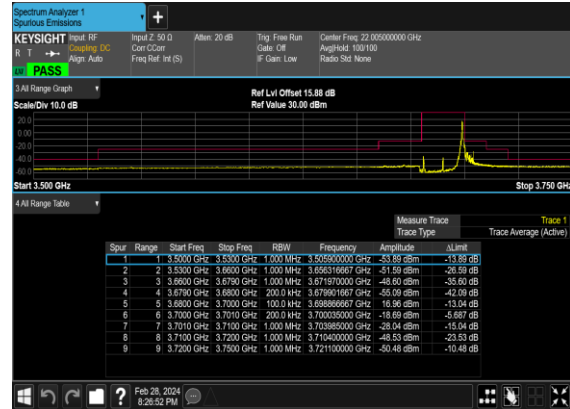 Spectrum Analyzer 1
Spurious Emissions
+
KEYSIGHT
R T
LXI
PASS
Input: RF
Coupling: DC
Align: Auto
Input Z: 50 Ω
Corr CCorr
Freq Ref: Int (S)
Atten: 20 dB
Trig: Free Run
Gate: Off
IF Gain: Low
Center Freq: 22.005000000 GHz
Avg|Hold: 100/100
Radio Std: None
3 All Range Graph
Scale/Div 10.0 dB
Ref Lvl Offset 15.88 dB
Ref Value 30.00 dBm
20.0
0.00
-20.0
-40.0
-60.0
Start 3.500 GHz
Stop 3.750 GHz
4 All Range Table
Measure Trace Trace 1
Trace Type Trace Average (Active)
Spur Range Start Freq Stop Freq RBW Frequency Amplitude ΔLimit
1 1 3.5000 GHz 3.5300 GHz 1.000 MHz 3.505900000 GHz -53.89 dBm -13.89 dB
2 2 3.5300 GHz 3.6600 GHz 1.000 MHz 3.656316667 GHz -51.59 dBm -26.59 dB
3 3 3.6600 GHz 3.6790 GHz 1.000 MHz 3.671970000 GHz -48.60 dBm -35.60 dB
4 4 3.6790 GHz 3.6800 GHz 200.0 kHz 3.679901667 GHz -55.09 dBm -42.09 dB
5 5 3.6800 GHz 3.7000 GHz 100.0 kHz 3.698866667 GHz 16.96 dBm -13.04 dB
6 6 3.7000 GHz 3.7010 GHz 200.0 kHz 3.700035000 GHz -18.69 dBm -5.687 dB
7 7 3.7010 GHz 3.7100 GHz 1.000 MHz 3.703985000 GHz -28.04 dBm -15.04 dB
8 8 3.7100 GHz 3.7200 GHz 1.000 MHz 3.710400000 GHz -48.53 dBm -23.53 dB
9 9 3.7200 GHz 3.7500 GHz 1.000 MHz 3.721100000 GHz -50.48 dBm -10.48 dB
?
Feb 28, 2024
8:26:52 PM